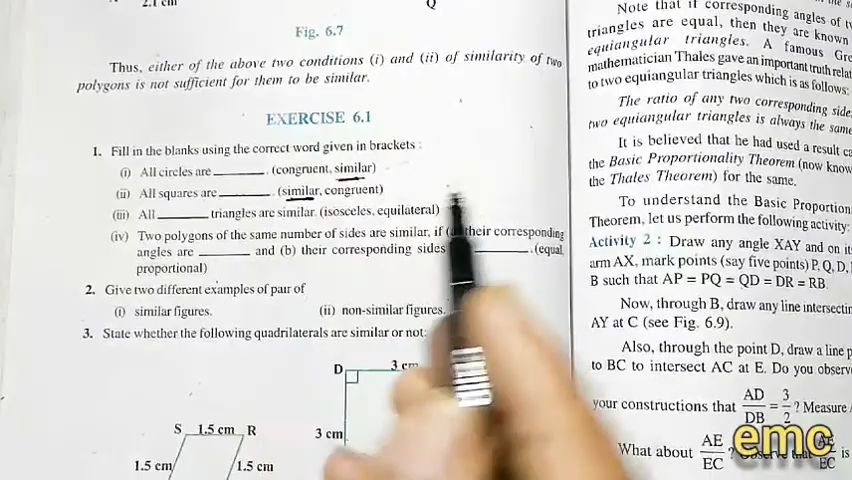 2.1 cm
Q
Fig. 6.7
Thus, either of the above two conditions (i) and (ii) of similarity of two
polygons is not sufficient for them to be similar.
EXERCISE 6.1
1. Fill in the blanks using the correct word given in brackets :
(i) All circles are ______. (congruent, similar)
(ii) All squares are ______. (similar, congruent)
(iii) All ______ triangles are similar. (isosceles, equilateral)
(iv) Two polygons of the same number of sides are similar, if (a) their corresponding
angles are ______ and (b) their corresponding sides ______. (equal,
proportional)
2. Give two different examples of pair of
(i) similar figures. (ii) non-similar figures.
3. State whether the following quadrilaterals are similar or not:
D 3 cm
3 cm
S 1.5 cm R
1.5 cm 1.5 cm
Note that if corresponding angles of
triangles are equal, then they are known
equiangular triangles. A famous
mathematician Thales gave an important truth
to two equiangular triangles which is as follows:
The ratio of any two corresponding
two equiangular triangles is always the same
It is believed that he had used a result
the Basic Proportionality Theorem (now
the Thales Theorem) for the same.
To understand the Basic
Theorem, let us perform the following activity:
Activity 2 : Draw any angle XAY and on
arm AX, mark points (say five points) P, Q, D,
B such that AP = PQ = QD = DR = RB.
Now, through B, draw any line
AY at C (see Fig. 6.9).
Also, through the point D, draw a line
to BC to intersect AC at E. Do you
your constructions that AD/DB = 3/2 ? Measure
What about AE/EC ? Observe that AE/EC is
emc